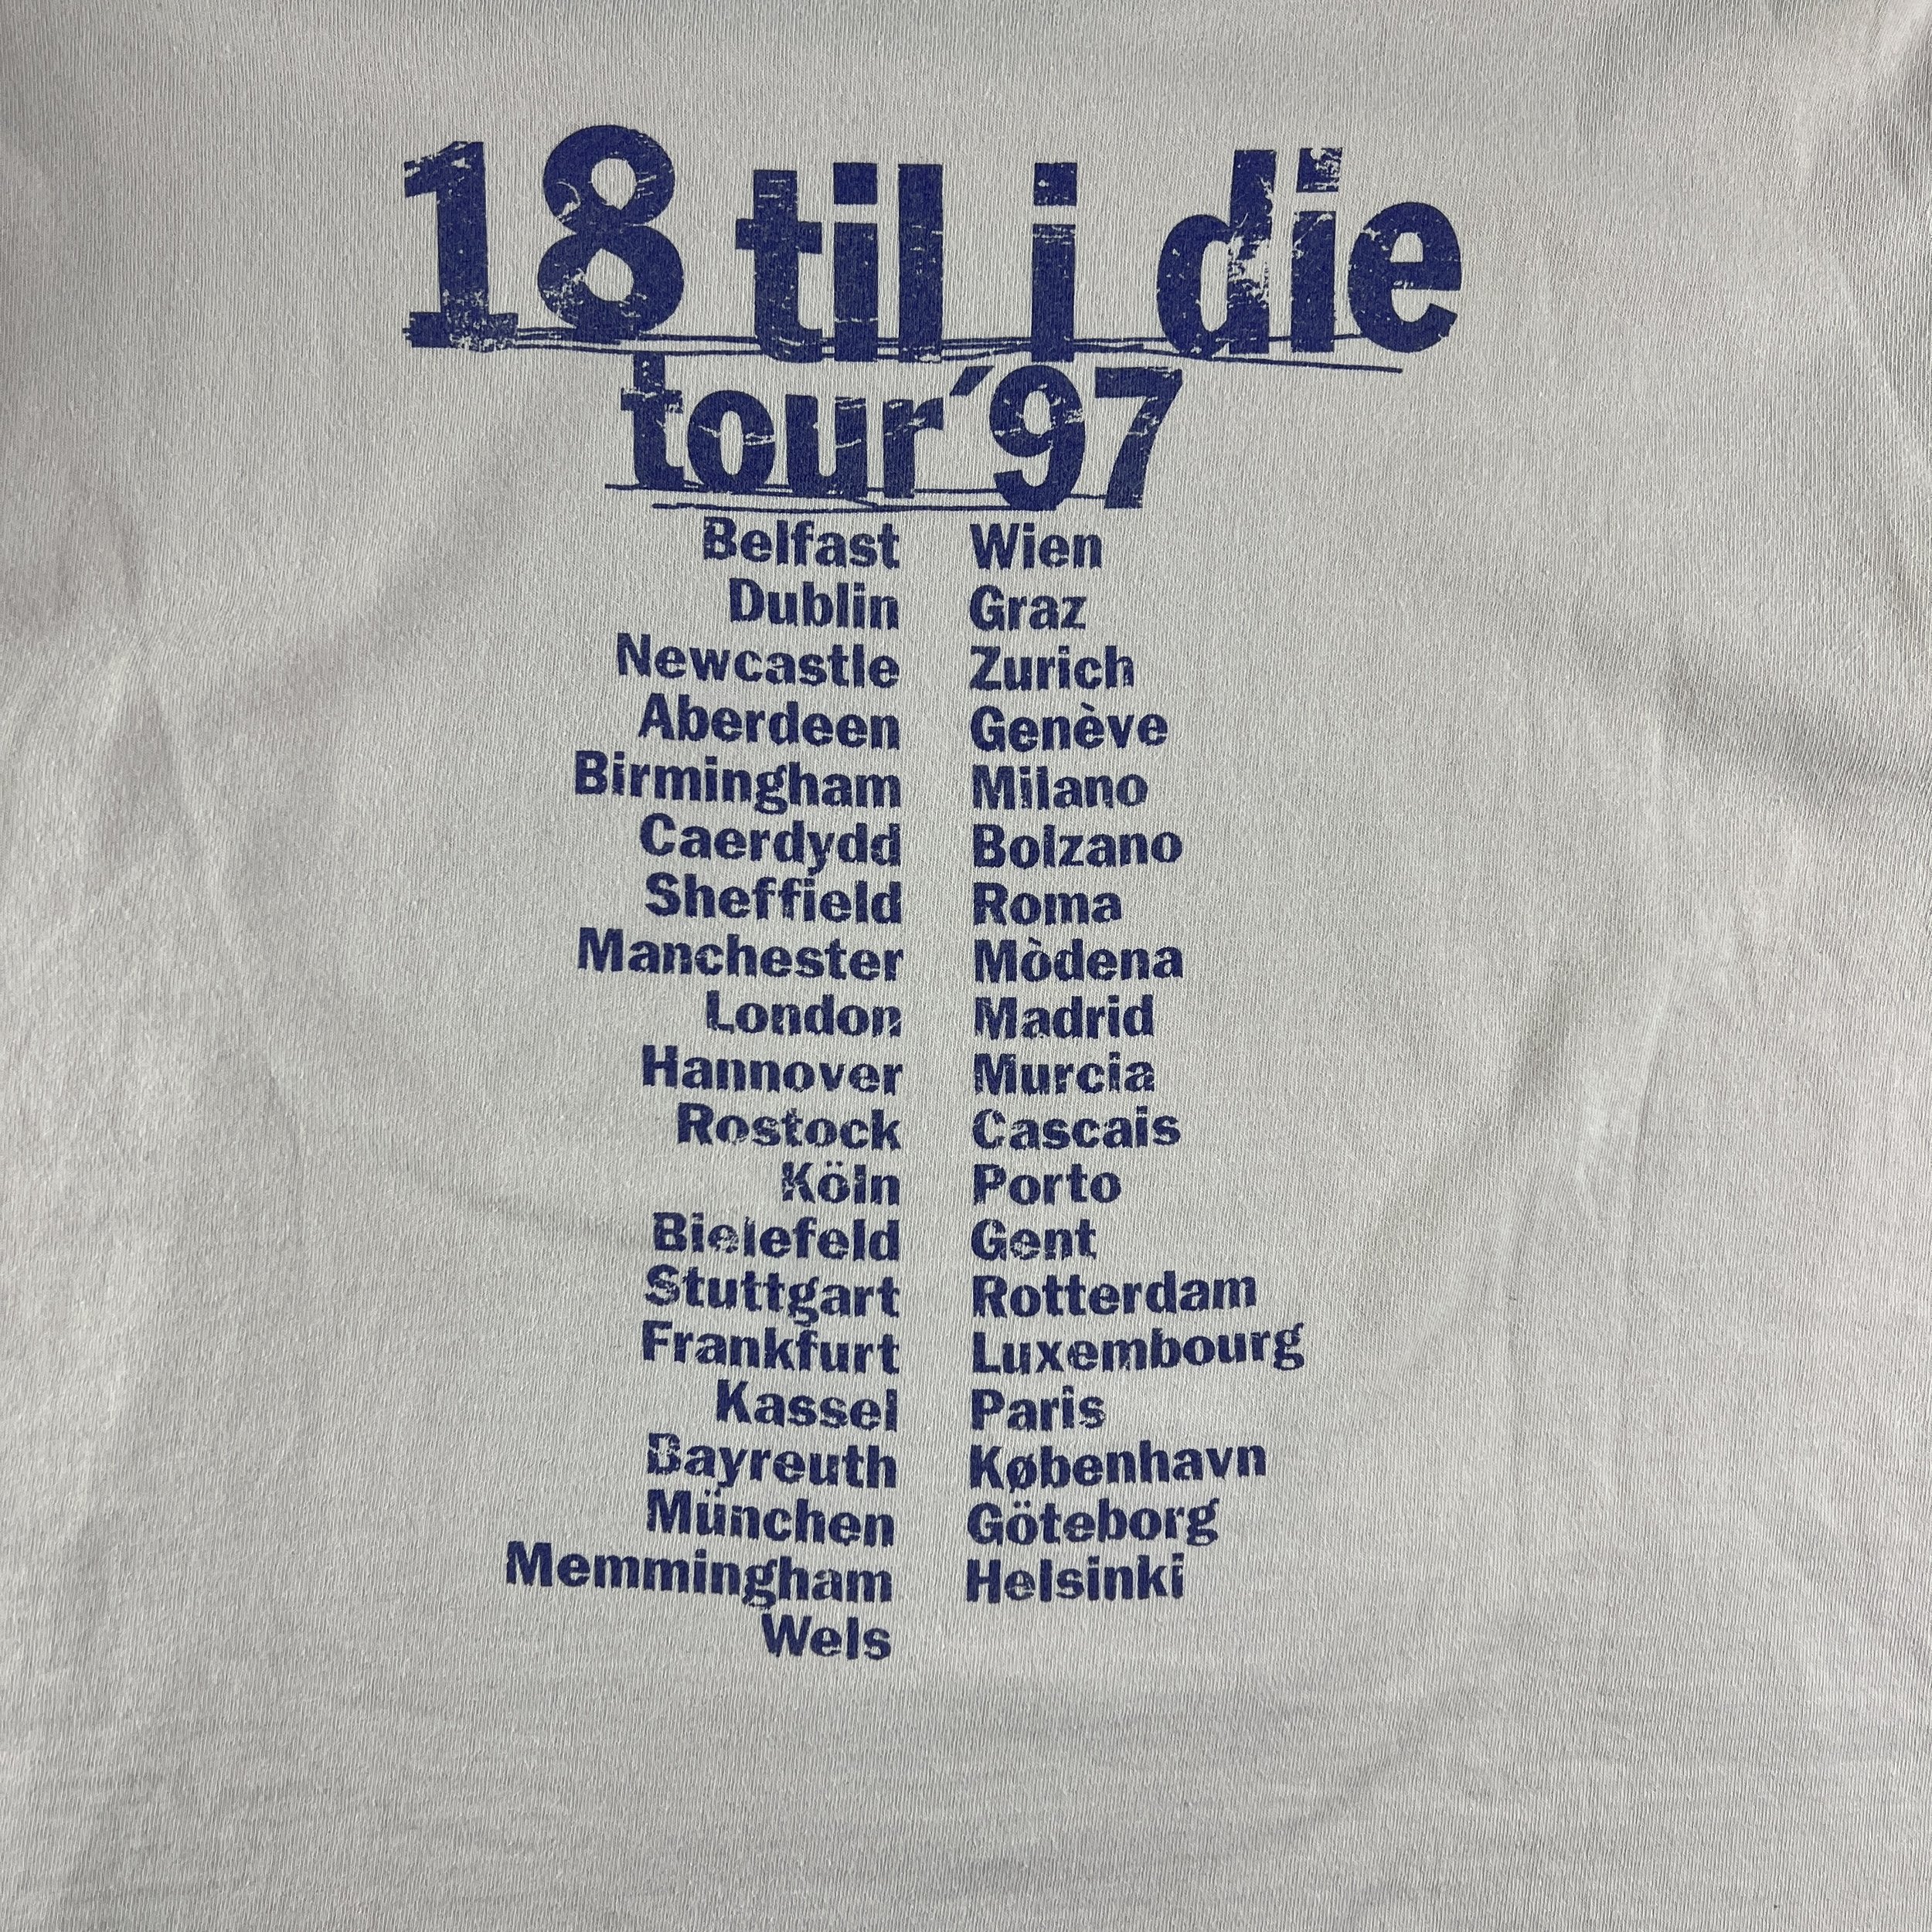 18 til i die
tour´97
Belfast
Dublin
Newcastle
Aberdeen
Birmingham
Caerdydd
Sheffield
Manchester
London
Hannover
Rostock
Köln
Bielefeld
Stuttgart
Frankfurt
Kassel
Bayreuth
München
Memmingham
Wels
Wien
Graz
Zurich
Genève
Milano
Bolzano
Roma
Mòdena
Madrid
Murcia
Cascais
Porto
Gent
Rotterdam
Luxembourg
Paris
København
Göteborg
Helsinki